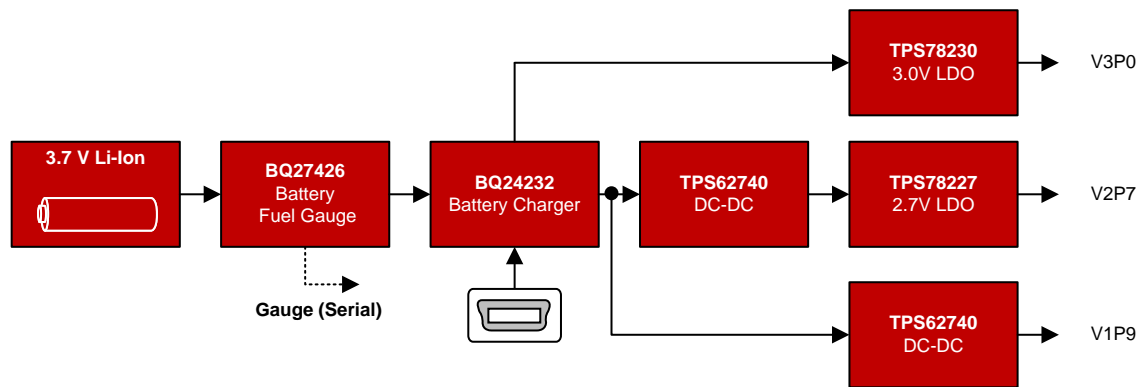 TPS78230
3.0V LDO
V3P0
3.7 V Li-Ion
BQ27426
Battery
Fuel Gauge
BQ24232
Battery Charger
TPS62740
DC-DC
TPS78227
2.7V LDO
V2P7
Gauge (Serial)
TPS62740
DC-DC
V1P9